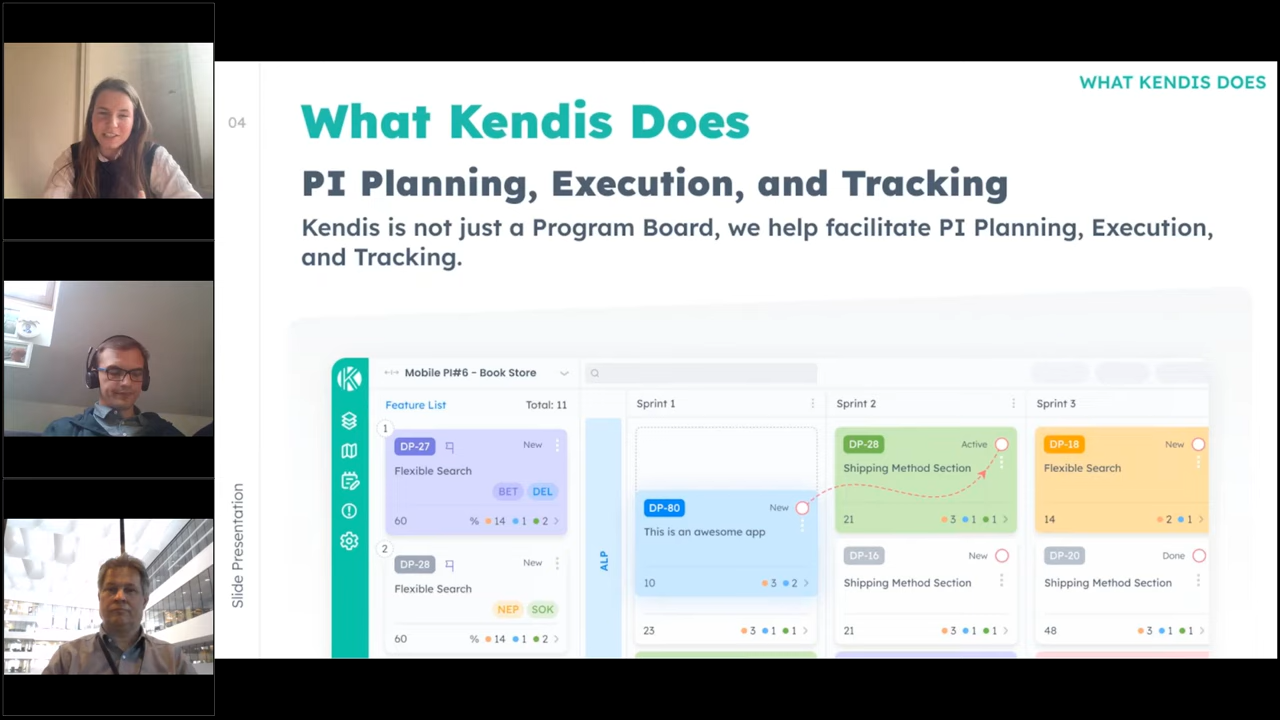 WHAT KENDIS DOES
04
What Kendis Does
PI Planning, Execution, and Tracking
Kendis is not just a Program Board, we help facilitate PI Planning, Execution,
and Tracking.
Slide Presentation
Mobile PI#6 - Book Store
Feature List
Total: 11
1
DP-27
New
Flexible Search
BET
DEL
60
% 14 1 2 >
2
DP-28
New
Flexible Search
NEP
SOK
60
% 14 1 2 >
ALP
Sprint 1
DP-80
New
This is an awesome app
10
3 2 >
23
3 1 1 >
Sprint 2
DP-28
Active
Shipping Method Section
21
3 1 1 >
DP-16
New
Shipping Method Section
21
3 1 1 >
Sprint 3
DP-18
New
Flexible Search
14
2 1 >
DP-20
Done
Shipping Method Section
48
3 1 1 >